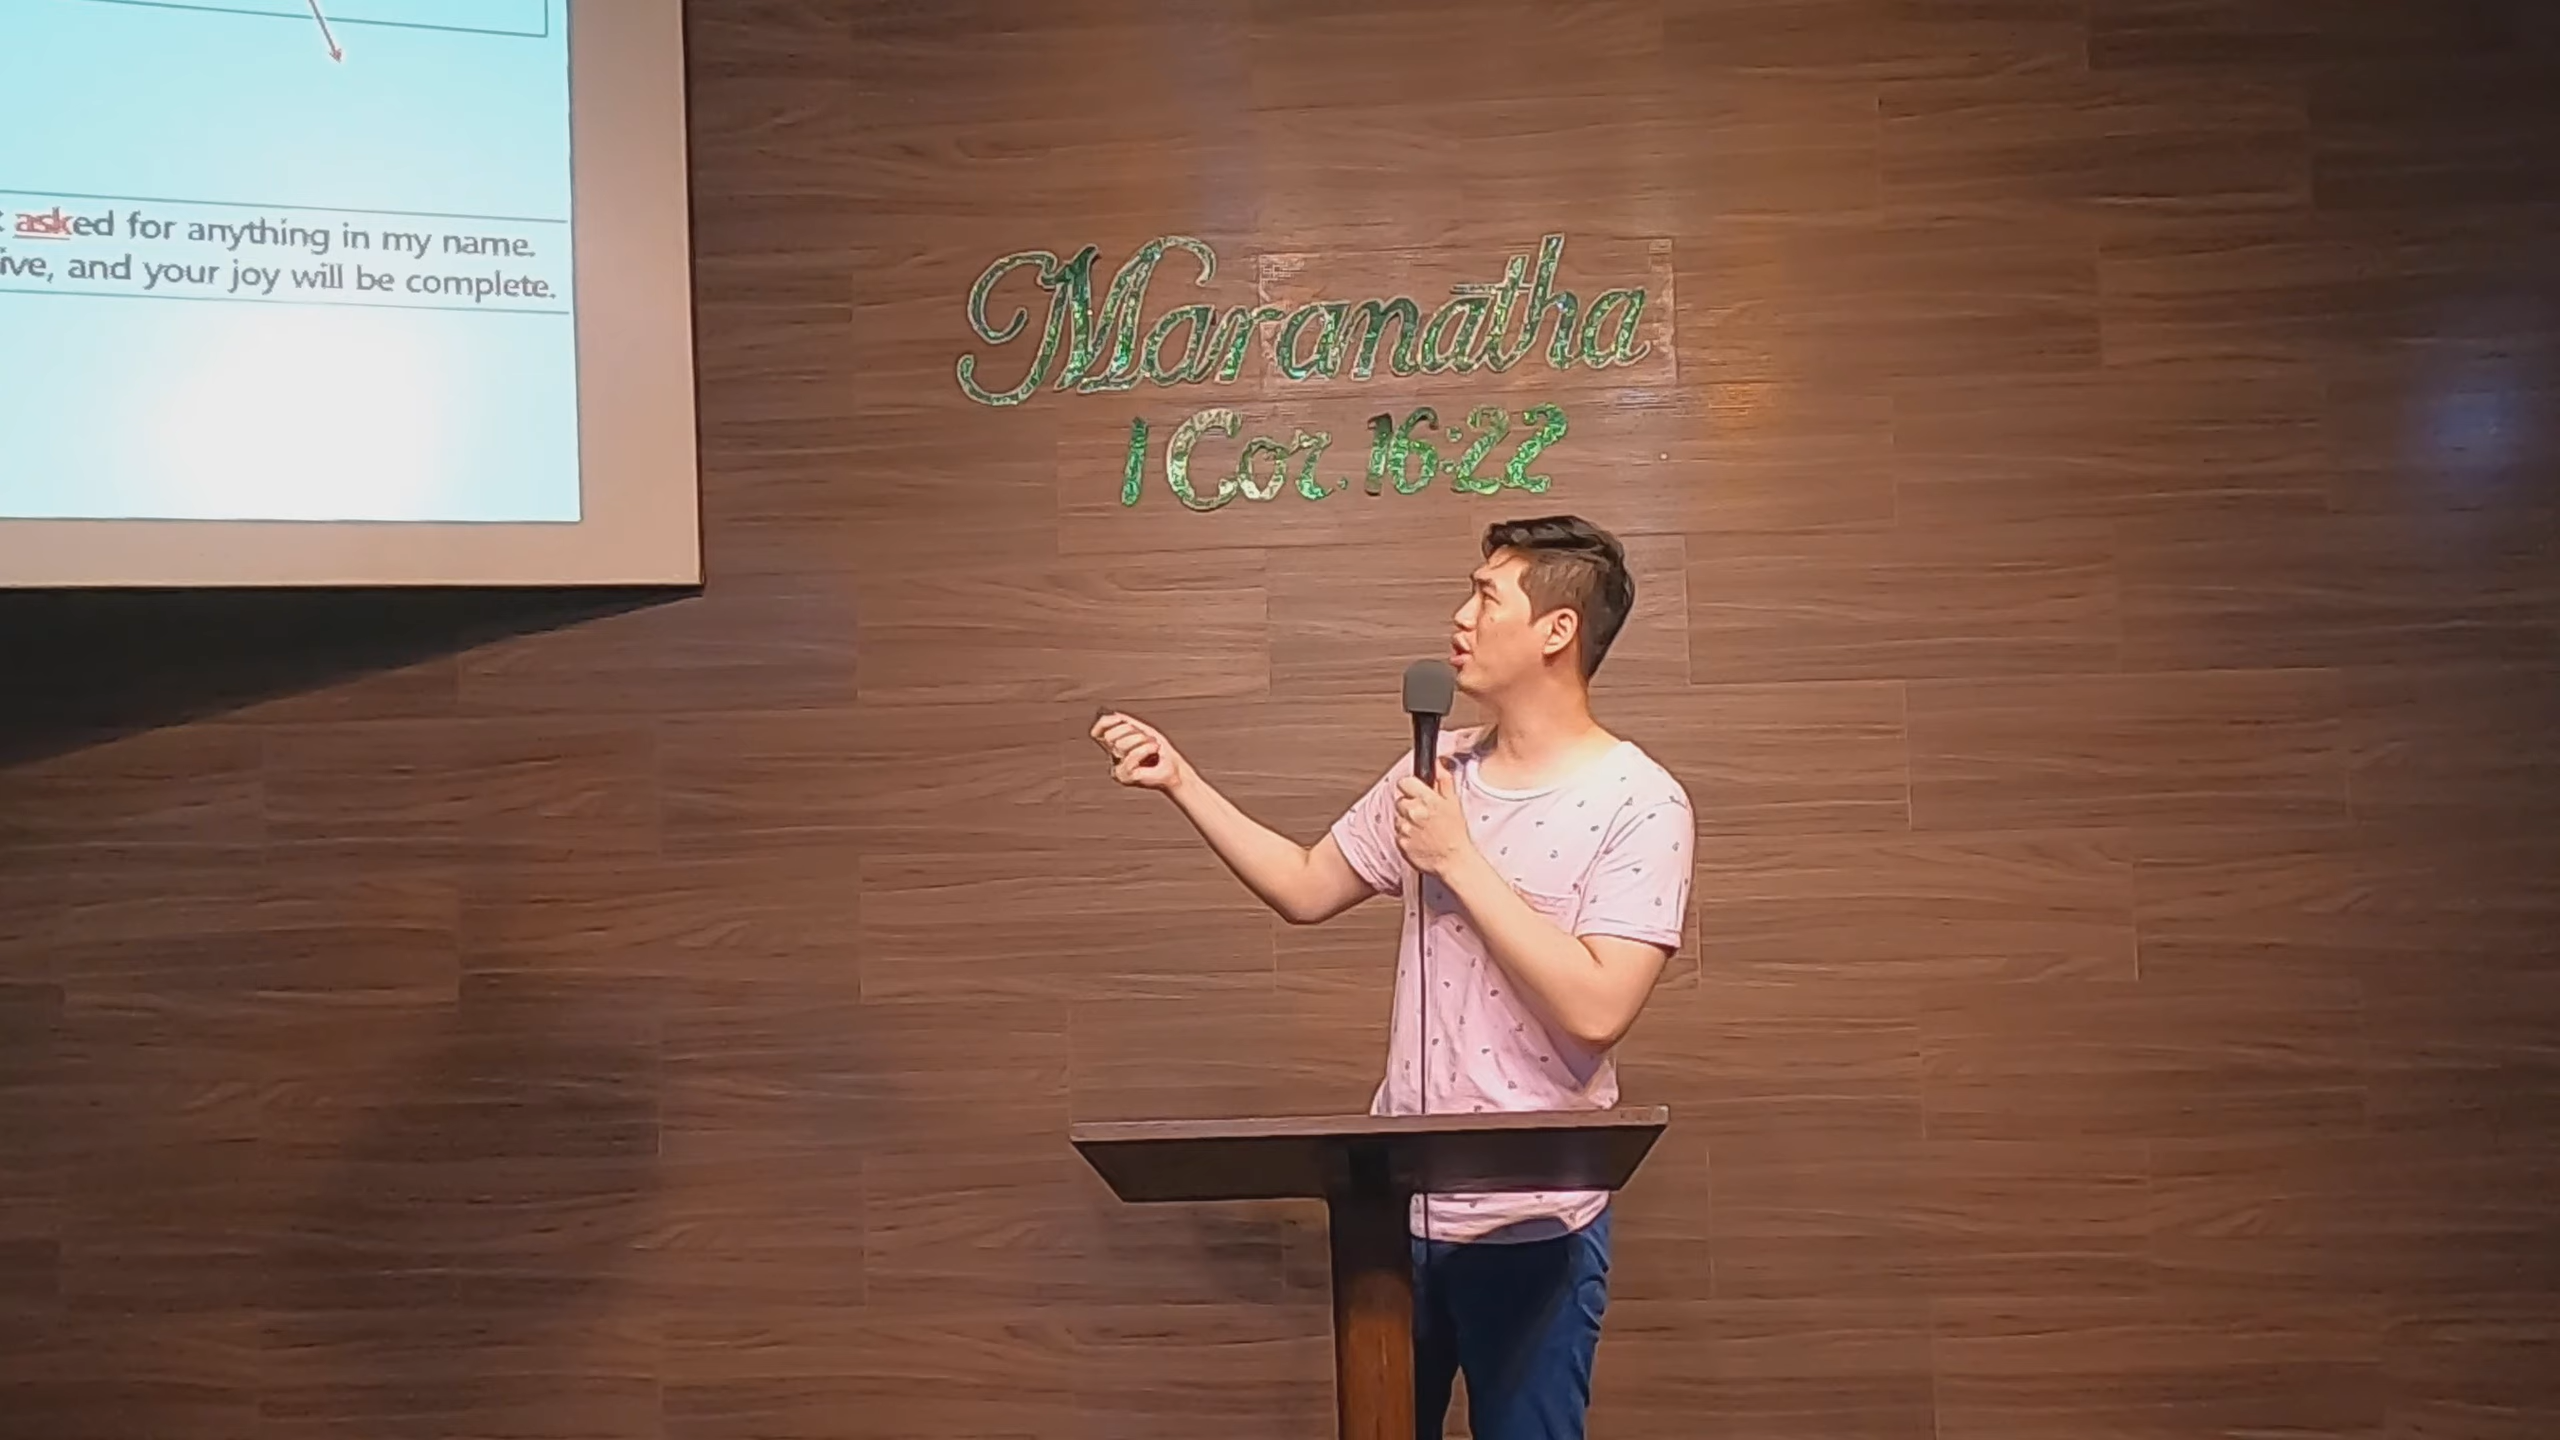 asked for anything in my name.
ive, and your joy will be complete.
Maranatha
1 Cor. 16:22